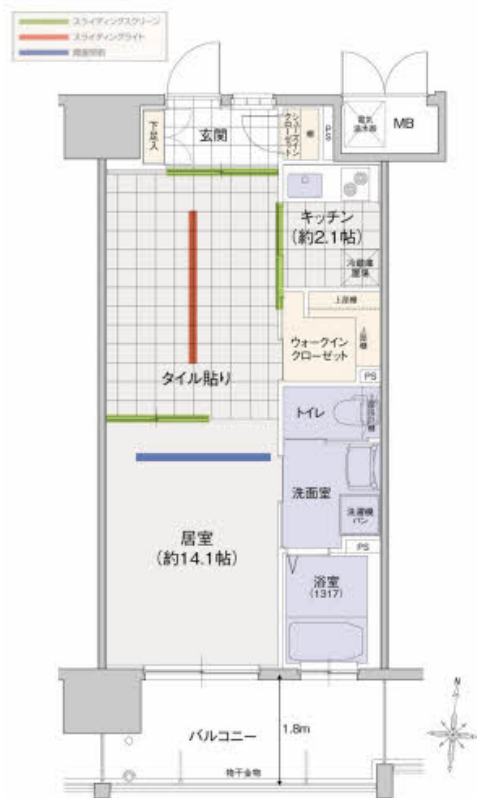 スライディングスクリーン
スライディングライト
下足入
玄関
シューズイン
クローゼット
棚
PS
電気
温水器
MB
キッチン
(約2.1帖)
冷蔵庫
置場
上部棚
上部棚
ウォークイン
クローゼット
PS
タイル貼り
トイレ
洗面室
洗濯機
パン
PS
居室
(約14.1帖)
浴室
(1317)
バルコニー
1.8m
物干金物
N